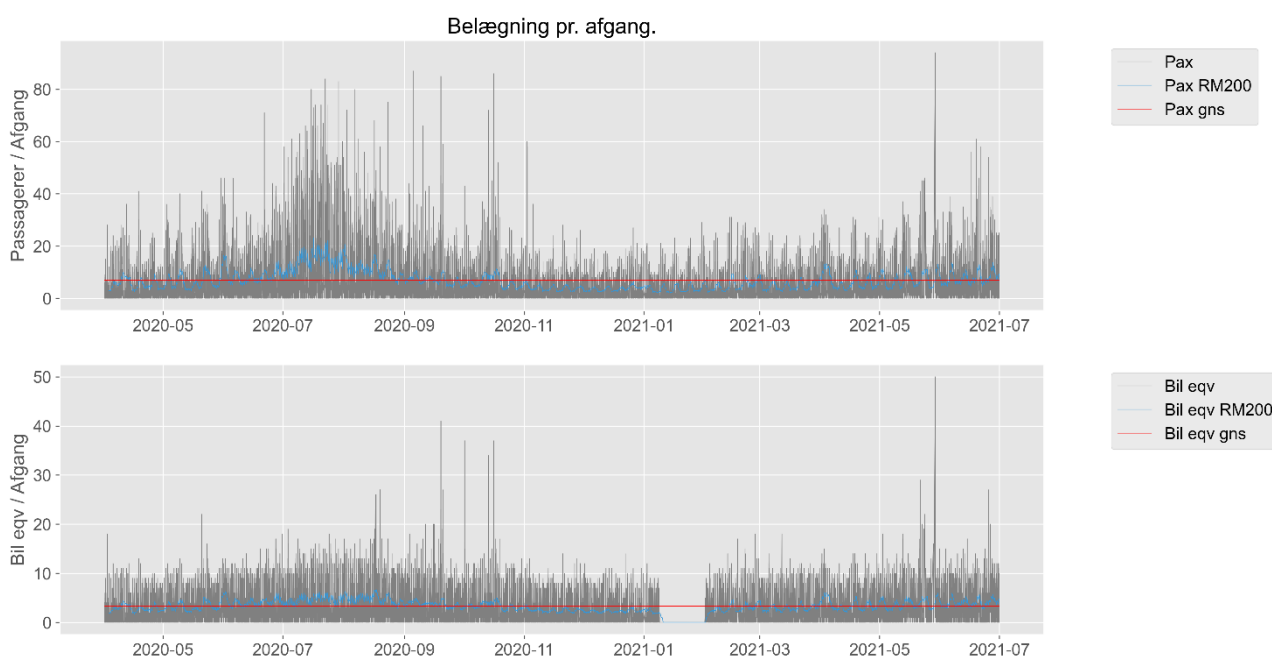 Belægning pr. afgang.
Passagerer / Afgang
80
60
40
20
0
2020-05 2020-07 2020-09 2020-11 2021-01 2021-03 2021-05 2021-07
Pax
Pax RM200
Pax gns
Bil eqv / Afgang
50
40
30
20
10
0
2020-05 2020-07 2020-09 2020-11 2021-01 2021-03 2021-05 2021-07
Bil eqv
Bil eqv RM200
Bil eqv gns